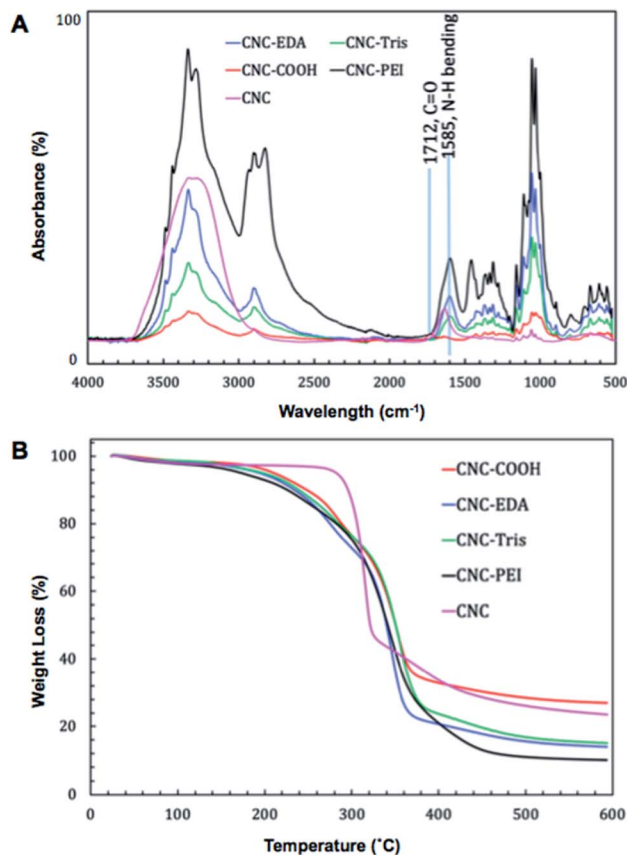 A
100
CNC-EDA
CNC-Tris
CNC-COOH
CNC-PEI
CNC
1712, C=O
1585, N-H bending
Absorbance (%)
0
4000 3500 3000 2500 2000 1500 1000 500
Wavelength (cm⁻¹)
B
100
80
60
40
20
0
CNC-COOH
CNC-EDA
CNC-Tris
CNC-PEI
CNC
Weight Loss (%)
0 100 200 300 400 500 600
Temperature (˚C)